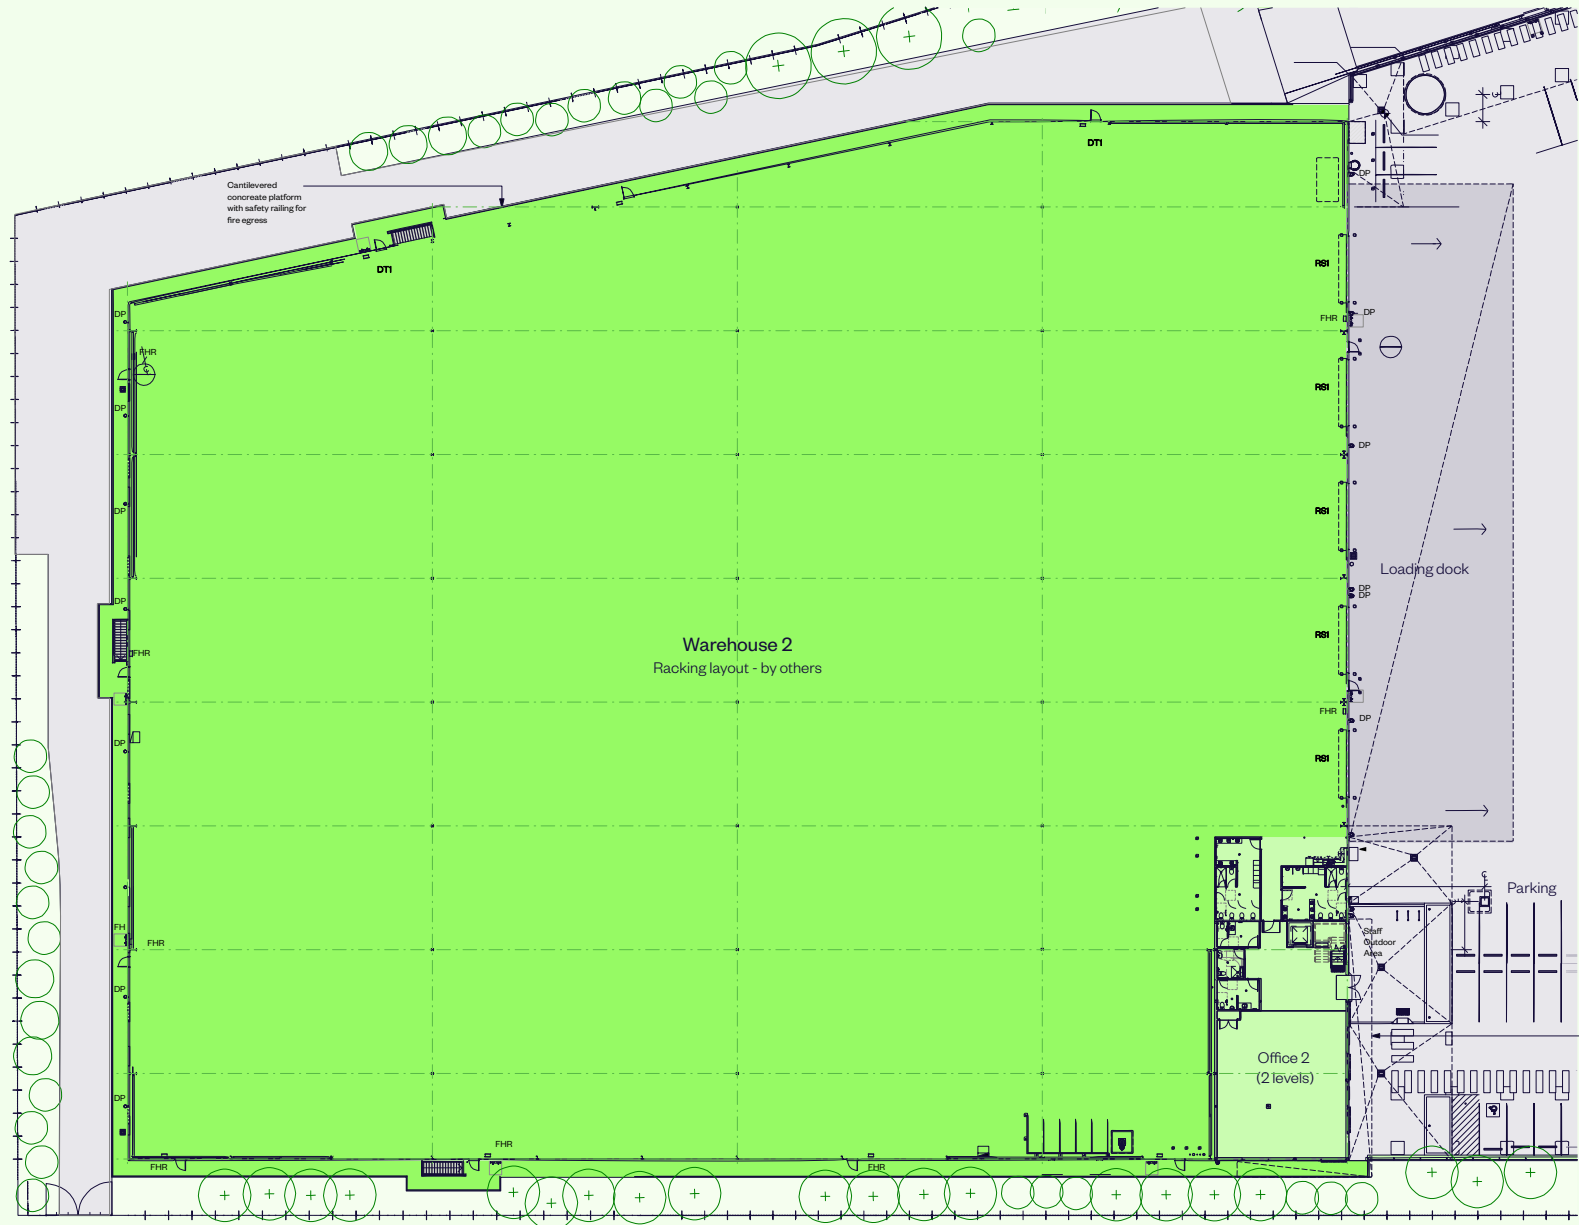 DT1
DP
Cantilevered
concreate platform
with safety railing for
fire egress
DT1
RS1
DP
FHR
DP
FHR
RS1
DP
DP
DP
RS1
Loading dock
DP
DP
DP
RS1
Warehouse 2
FHR
Racking layout - by others
FHR
DP
DP
RS1
Parking
FH
FHR
Staff
Outdoor
Area
DP
Office 2
(2 levels)
DP
FHR
FHR
FHR